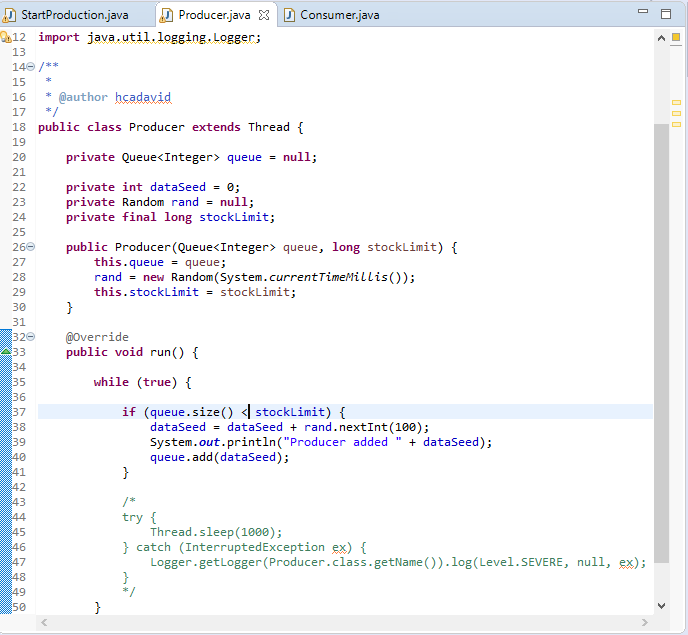 StartProduction.java Producer.java Consumer.java
12 import java.util.logging.Logger;
13
14 /**
15  *
16  * @author hcadavid
17  */
18 public class Producer extends Thread {
19
20     private Queue<Integer> queue = null;
21
22     private int dataSeed = 0;
23     private Random rand = null;
24     private final long stockLimit;
25
26     public Producer(Queue<Integer> queue, long stockLimit) {
27         this.queue = queue;
28         rand = new Random(System.currentTimeMillis());
29         this.stockLimit = stockLimit;
30     }
31
32     @Override
33     public void run() {
34
35         while (true) {
36
37             if (queue.size() < stockLimit) {
38                 dataSeed = dataSeed + rand.nextInt(100);
39                 System.out.println("Producer added " + dataSeed);
40                 queue.add(dataSeed);
41             }
42
43             /*
44             try {
45                 Thread.sleep(1000);
46             } catch (InterruptedException ex) {
47                 Logger.getLogger(Producer.class.getName()).log(Level.SEVERE, null, ex);
48             }
49             */
50         }